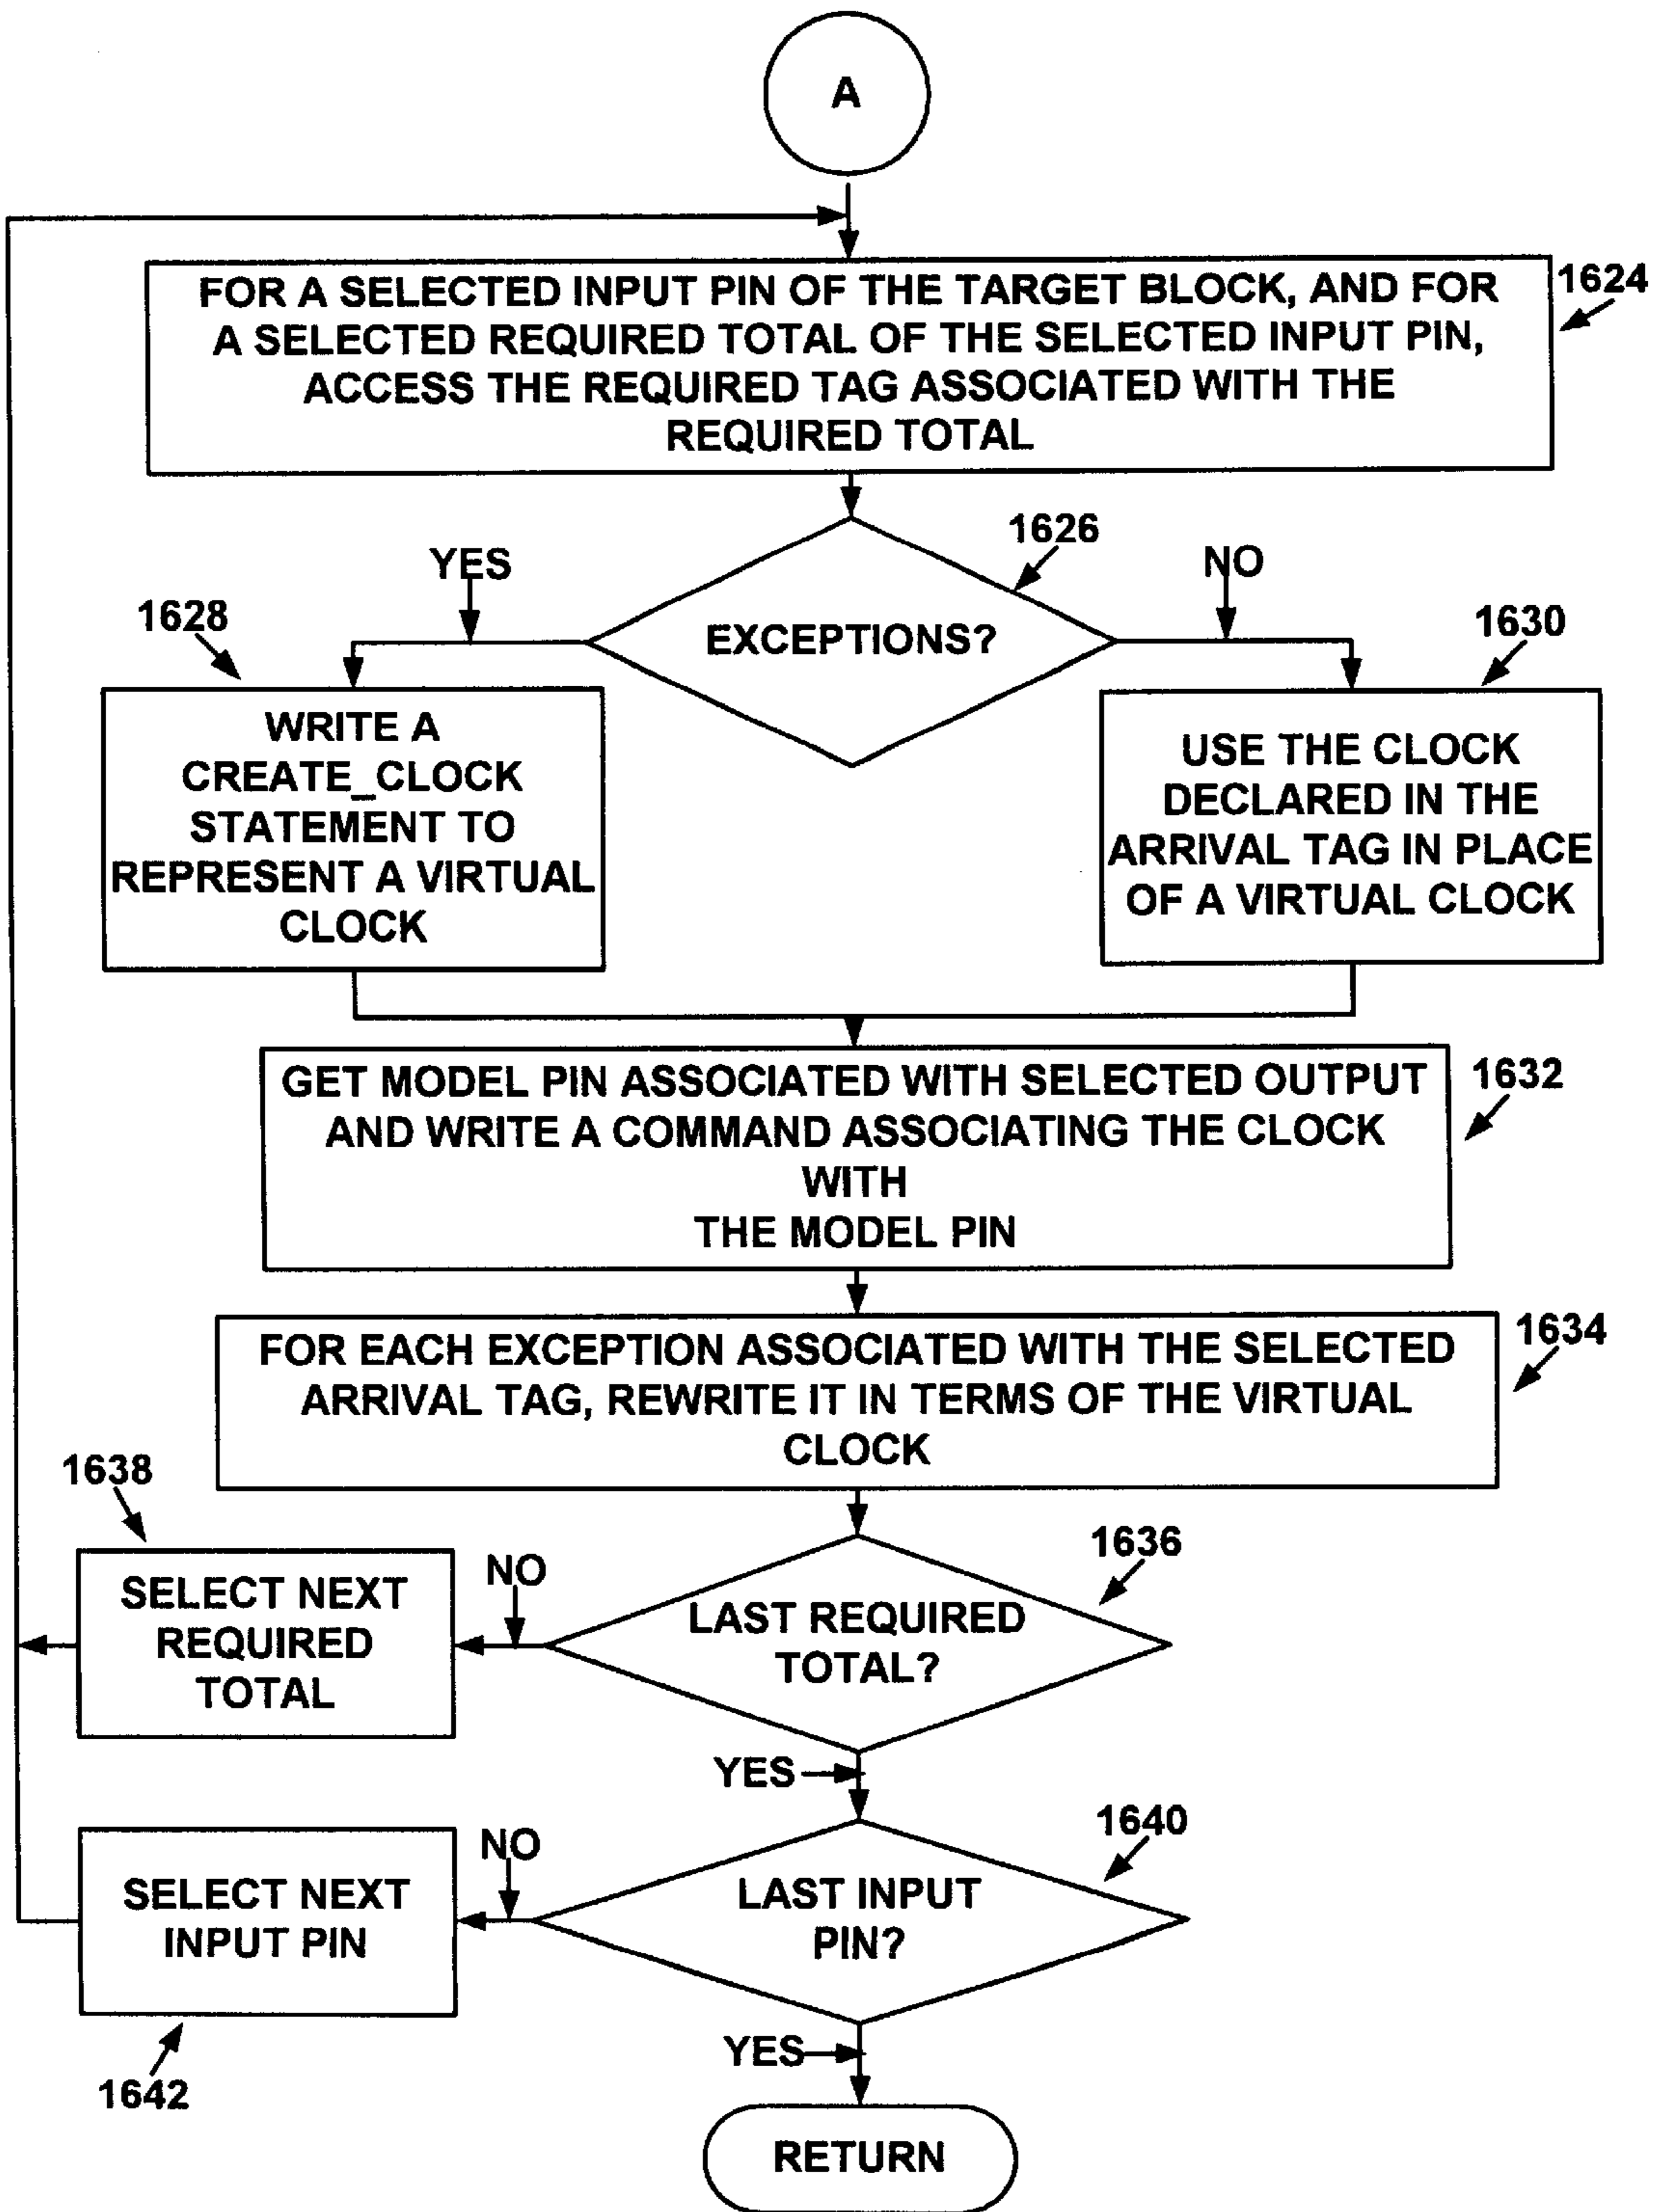 A
FOR A SELECTED INPUT PIN OF THE TARGET BLOCK, AND FOR
A SELECTED REQUIRED TOTAL OF THE SELECTED INPUT PIN,
ACCESS THE REQUIRED TAG ASSOCIATED WITH THE
REQUIRED TOTAL
1624
1626
YES
NO
EXCEPTIONS?
1628
1630
WRITE A
CREATE_CLOCK
STATEMENT TO
REPRESENT A VIRTUAL
CLOCK
USE THE CLOCK
DECLARED IN THE
ARRIVAL TAG IN PLACE
OF A VIRTUAL CLOCK
GET MODEL PIN ASSOCIATED WITH SELECTED OUTPUT
AND WRITE A COMMAND ASSOCIATING THE CLOCK
WITH
THE MODEL PIN
1632
FOR EACH EXCEPTION ASSOCIATED WITH THE SELECTED
ARRIVAL TAG, REWRITE IT IN TERMS OF THE VIRTUAL
CLOCK
1634
1638
1636
SELECT NEXT
REQUIRED
TOTAL
NO
LAST REQUIRED
TOTAL?
YES
1640
SELECT NEXT
INPUT PIN
NO
LAST INPUT
PIN?
1642
YES
RETURN